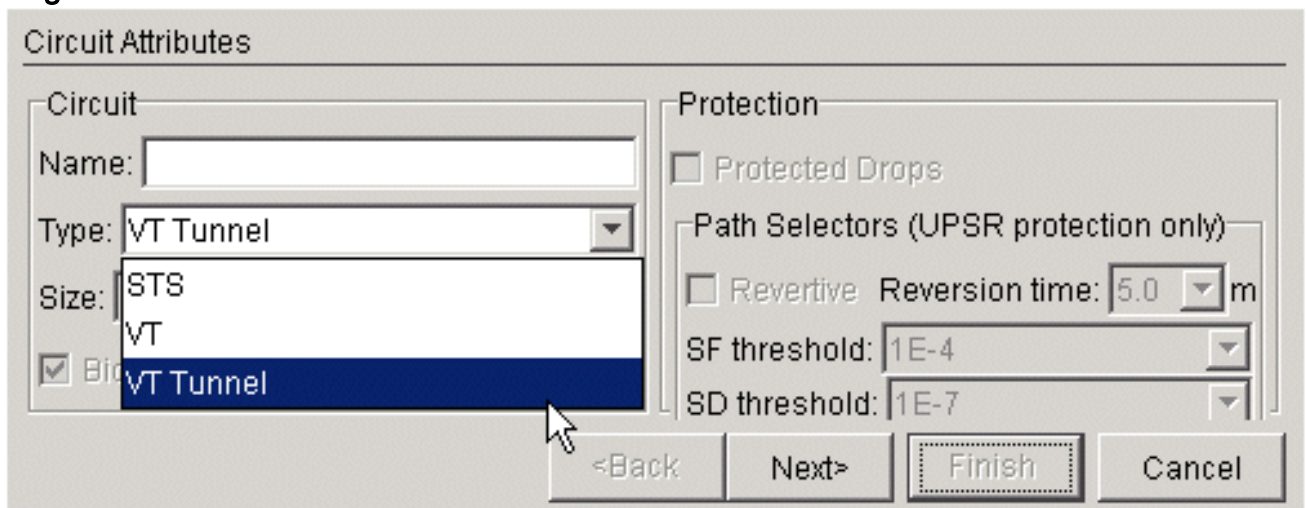 Circuit Attributes
Circuit
Name:
Type: VT Tunnel
STS
VT
VT Tunnel
Size:
Protection
Protected Drops
Path Selectors (UPSR protection only)
Revertive Reversion time: 5.0 m
SF threshold: 1E-4
SD threshold: 1E-7
<Back Next> Finish Cancel